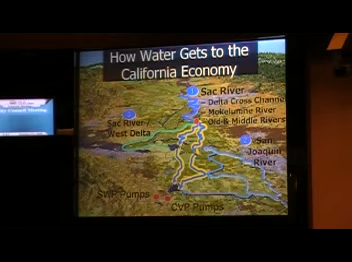 How Water Gets to the
California Economy
Sac River
Delta Cross Channel
Mokelumne River
Old & Middle Rivers
Sac River /
West Delta
San
Joaquin
River
SWP Pumps
CVP Pumps